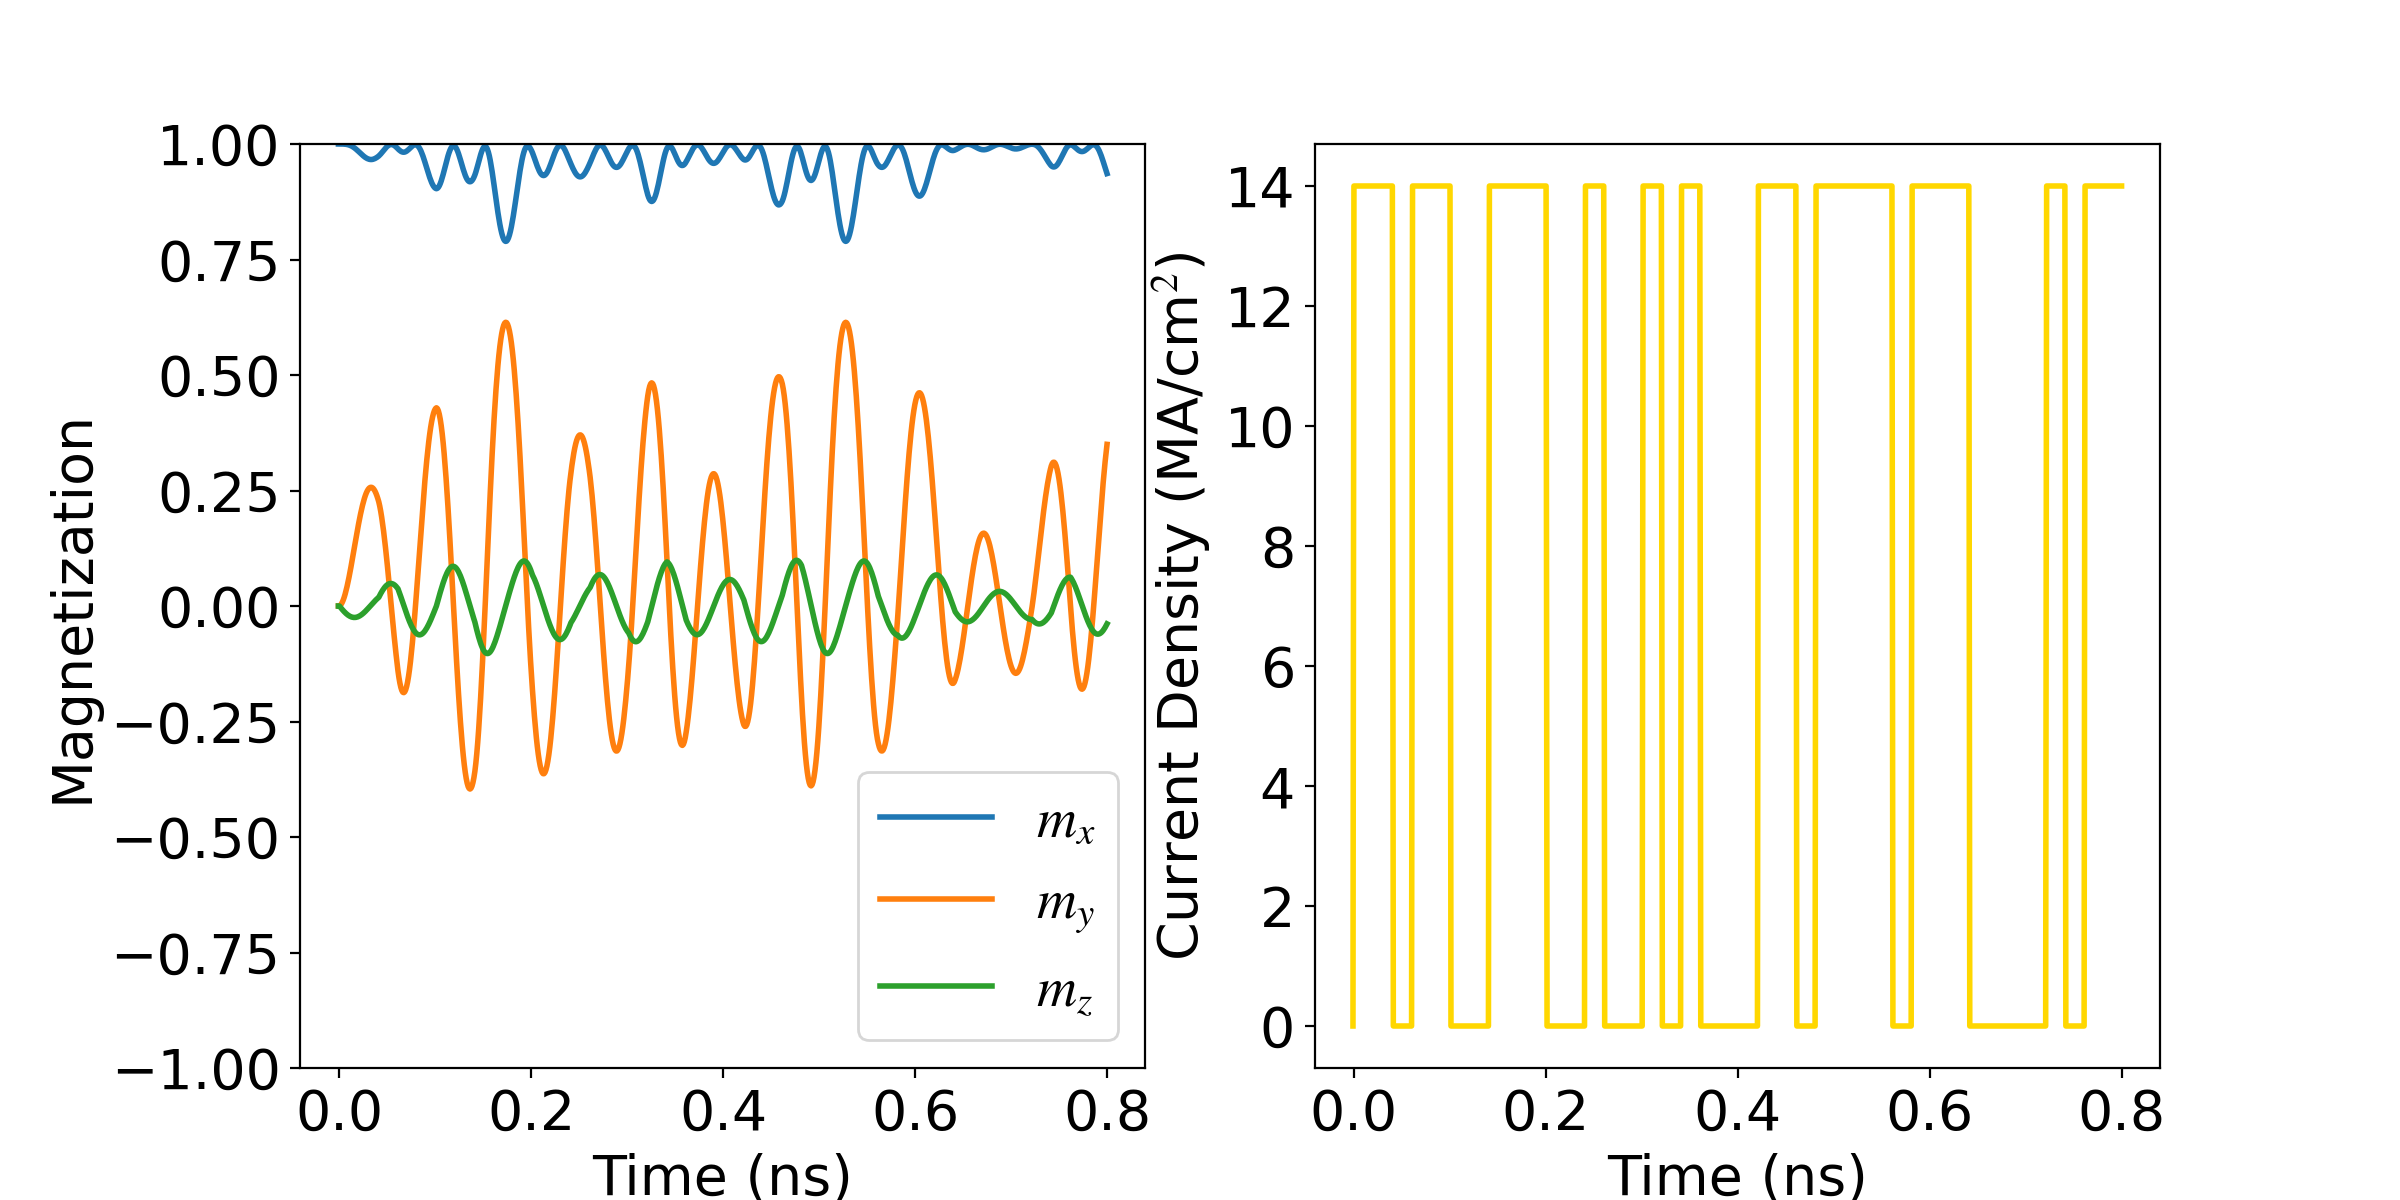 Magnetization
1.00
0.75
0.50
0.25
0.00
−0.25
−0.50
−0.75
−1.00
0.0 0.2 0.4 0.6 0.8
Time (ns)
m_x
m_y
m_z
Current Density (MA/cm²)
14
12
10
8
6
4
2
0
0.0 0.2 0.4 0.6 0.8
Time (ns)